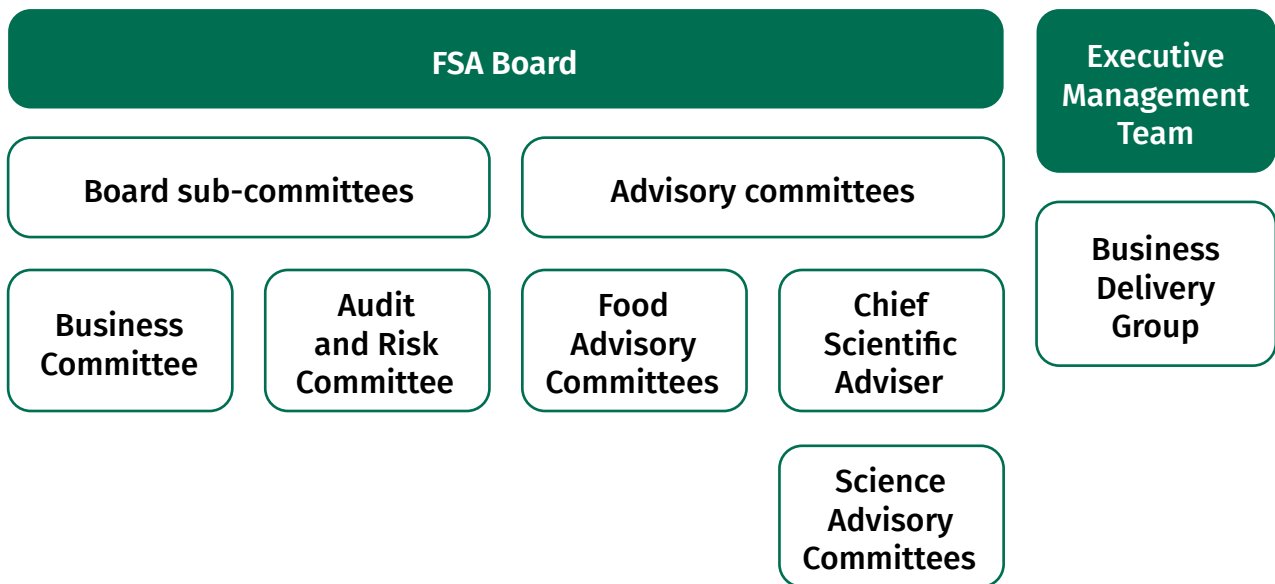 FSA Board
Executive
Management
Team
Board sub-committees
Advisory committees
Business
Delivery
Group
Business
Committee
Audit
and Risk
Committee
Food
Advisory
Committees
Chief
Scientific
Adviser
Science
Advisory
Committees